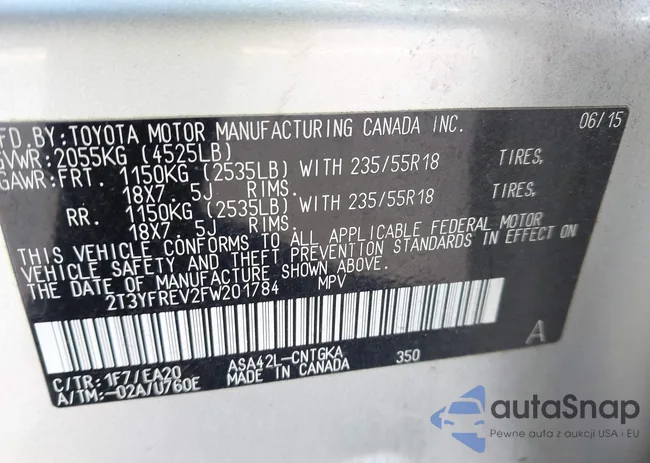 MFD.BY:TOYOTA MOTOR MANUFACTURING CANADA INC. 06/15
GVWR:2055KG (4525LB)
GAWR:FRT. 1150KG (2535LB) WITH 235/55R18 TIRES,
18X7. 5J RIMS.
RR. 1150KG (2535LB) WITH 235/55R18 TIRES,
18X7. 5J RIMS.
THIS VEHICLE CONFORMS TO ALL APPLICABLE FEDERAL MOTOR
VEHICLE SAFETY AND THEFT PREVENTION STANDARDS IN EFFECT ON
THE DATE OF MANUFACTURE SHOWN ABOVE.
2T3YFREV2FW201784 MPV
A
C/TR:1F7/EA20 ASA42L-CNTGKA 350
A/TM:-02A/U760E MADE IN CANADA
autaSnap
Pewne auta z aukcji USA i EU